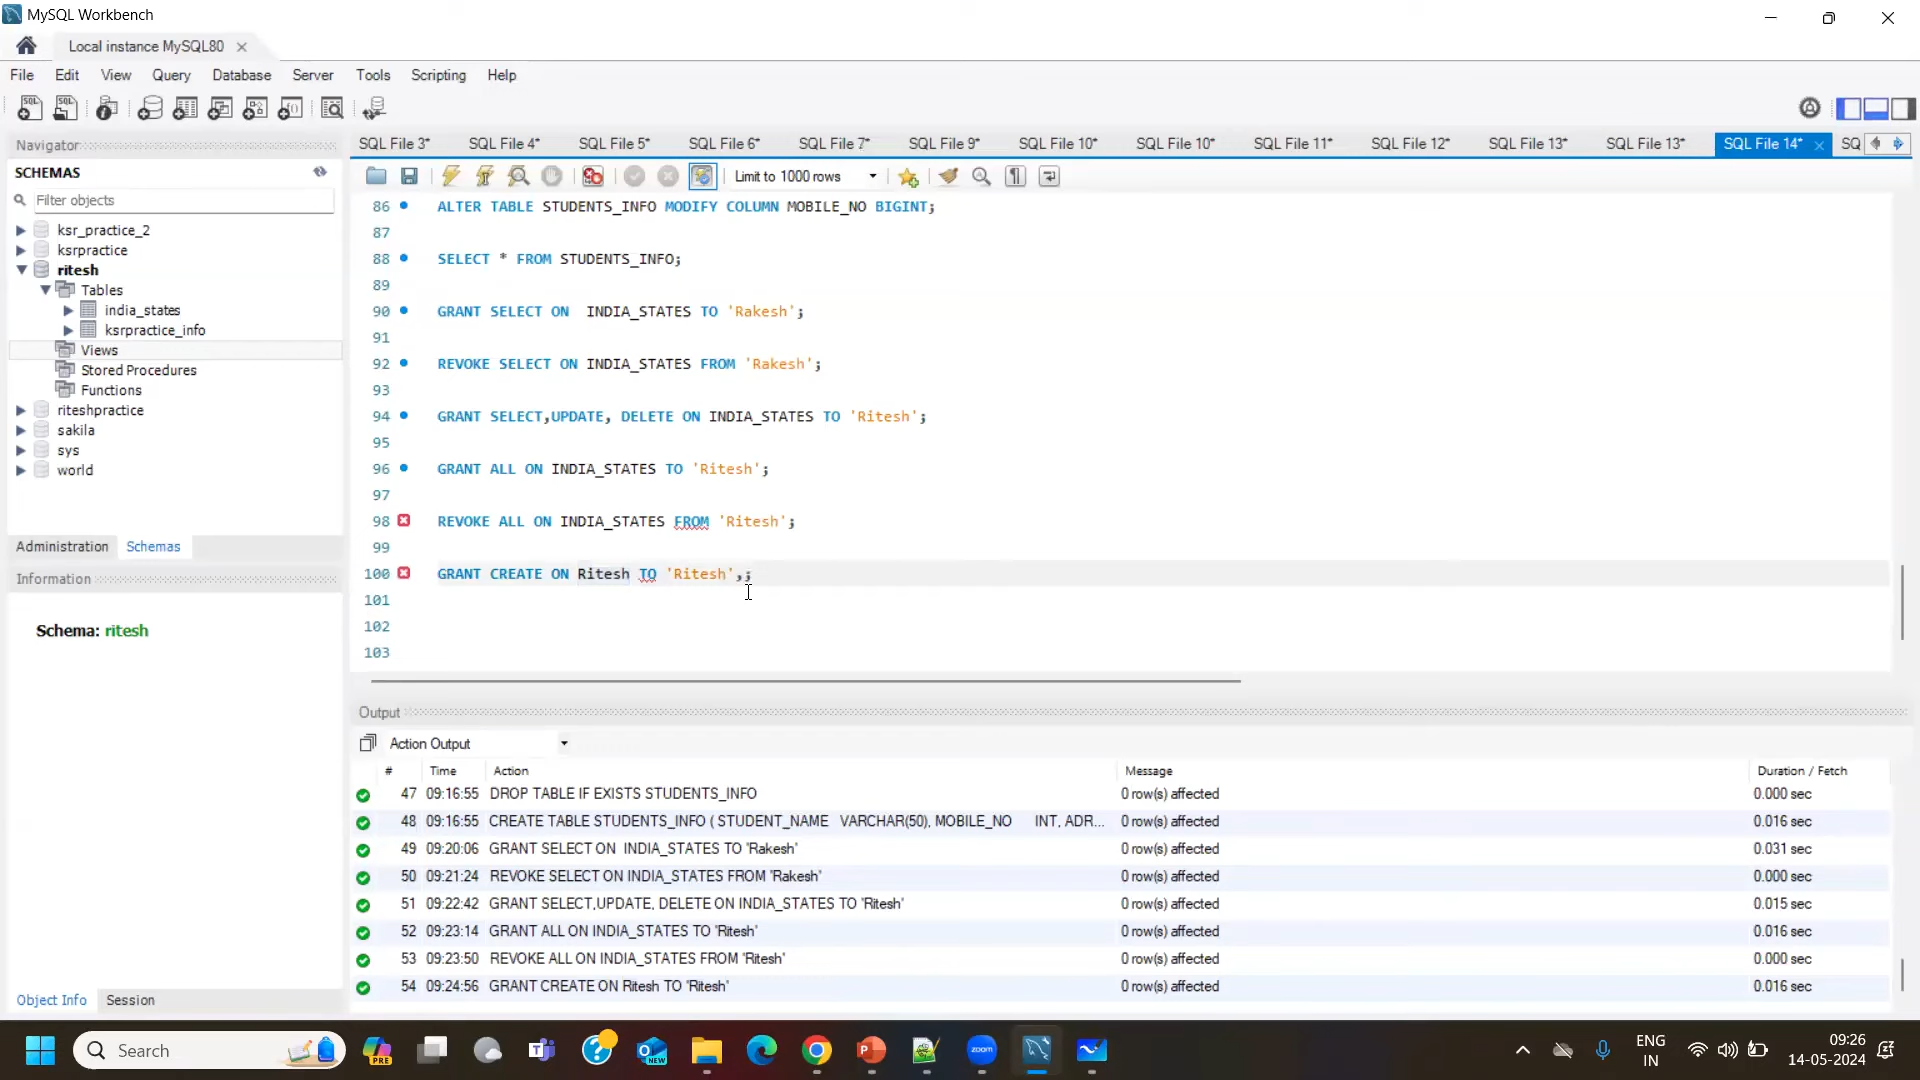 MySQL Workbench
Local instance MySQL80
File Edit View Query Database Server Tools Scripting Help
Navigator
SQL File 3* SQL File 4* SQL File 5* SQL File 6* SQL File 7* SQL File 9* SQL File 10* SQL File 10* SQL File 11* SQL File 12* SQL File 13* SQL File 13* SQL File 14* SQ
SCHEMAS
Limit to 1000 rows
Filter objects
ksr_practice_2
ksrpractice
ritesh
Tables
india_states
ksrpractice_info
Views
Stored Procedures
Functions
riteshpractice
sakila
sys
world
Administration Schemas
Information
Schema: ritesh
Object Info Session
86 ALTER TABLE STUDENTS_INFO MODIFY COLUMN MOBILE_NO BIGINT;
87
88 SELECT * FROM STUDENTS_INFO;
89
90 GRANT SELECT ON  INDIA_STATES TO 'Rakesh';
91
92 REVOKE SELECT ON INDIA_STATES FROM 'Rakesh';
93
94 GRANT SELECT,UPDATE, DELETE ON INDIA_STATES TO 'Ritesh';
95
96 GRANT ALL ON INDIA_STATES TO 'Ritesh';
97
98 REVOKE ALL ON INDIA_STATES FROM 'Ritesh';
99
100 GRANT CREATE ON Ritesh TO 'Ritesh',;
101
102
103
Output
Action Output
# Time Action Message Duration / Fetch
47 09:16:55 DROP TABLE IF EXISTS STUDENTS_INFO 0 row(s) affected 0.000 sec
48 09:16:55 CREATE TABLE STUDENTS_INFO ( STUDENT_NAME VARCHAR(50), MOBILE_NO INT, ADR... 0 row(s) affected 0.016 sec
49 09:20:06 GRANT SELECT ON  INDIA_STATES TO 'Rakesh' 0 row(s) affected 0.031 sec
50 09:21:24 REVOKE SELECT ON INDIA_STATES FROM 'Rakesh' 0 row(s) affected 0.000 sec
51 09:22:42 GRANT SELECT,UPDATE, DELETE ON INDIA_STATES TO 'Ritesh' 0 row(s) affected 0.015 sec
52 09:23:14 GRANT ALL ON INDIA_STATES TO 'Ritesh' 0 row(s) affected 0.016 sec
53 09:23:50 REVOKE ALL ON INDIA_STATES FROM 'Ritesh' 0 row(s) affected 0.000 sec
54 09:24:56 GRANT CREATE ON Ritesh TO 'Ritesh' 0 row(s) affected 0.016 sec
Search
PRE
NEW
zoom
ENG
IN
09:26
14-05-2024